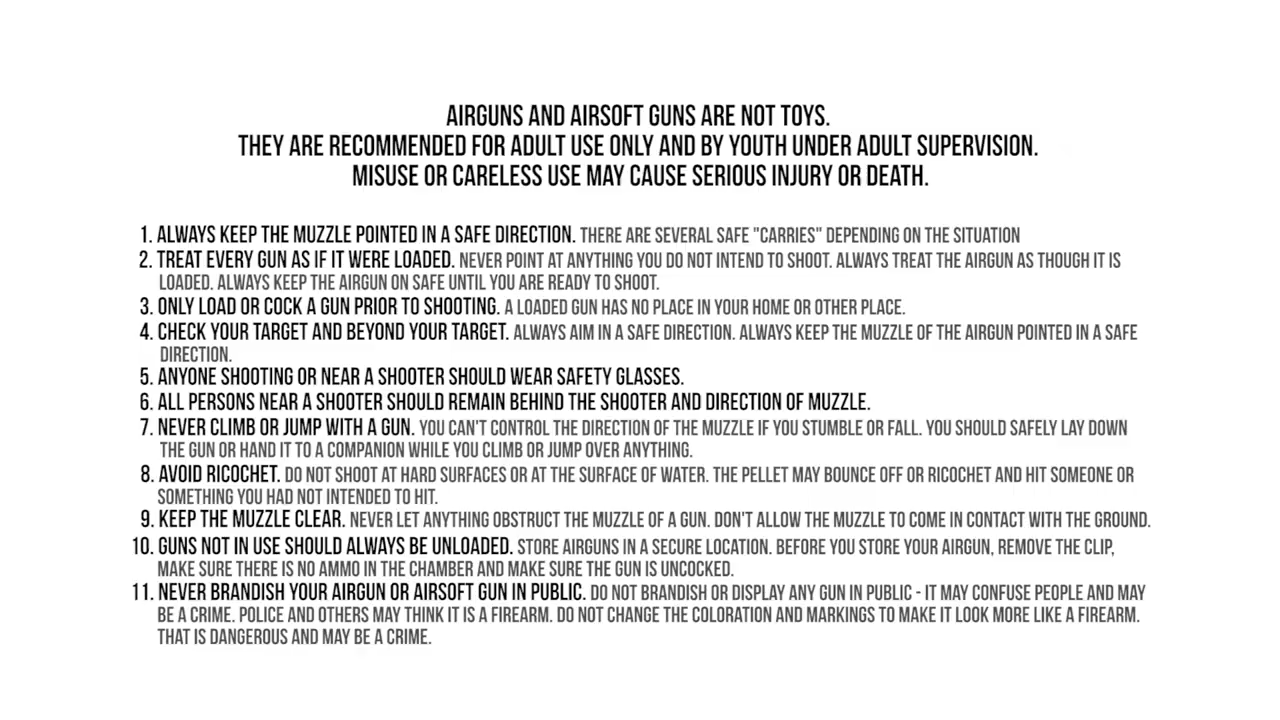 AIRGUNS AND AIRSOFT GUNS ARE NOT TOYS.
THEY ARE RECOMMENDED FOR ADULT USE ONLY AND BY YOUTH UNDER ADULT SUPERVISION.
MISUSE OR CARELESS USE MAY CAUSE SERIOUS INJURY OR DEATH.
1. ALWAYS KEEP THE MUZZLE POINTED IN A SAFE DIRECTION. THERE ARE SEVERAL SAFE "CARRIES" DEPENDING ON THE SITUATION
2. TREAT EVERY GUN AS IF IT WERE LOADED. NEVER POINT AT ANYTHING YOU DO NOT INTEND TO SHOOT. ALWAYS TREAT THE AIRGUN AS THOUGH IT IS
LOADED. ALWAYS KEEP THE AIRGUN ON SAFE UNTIL YOU ARE READY TO SHOOT.
3. ONLY LOAD OR COCK A GUN PRIOR TO SHOOTING. A LOADED GUN HAS NO PLACE IN YOUR HOME OR OTHER PLACE.
4. CHECK YOUR TARGET AND BEYOND YOUR TARGET. ALWAYS AIM IN A SAFE DIRECTION. ALWAYS KEEP THE MUZZLE OF THE AIRGUN POINTED IN A SAFE
DIRECTION.
5. ANYONE SHOOTING OR NEAR A SHOOTER SHOULD WEAR SAFETY GLASSES.
6. ALL PERSONS NEAR A SHOOTER SHOULD REMAIN BEHIND THE SHOOTER AND DIRECTION OF MUZZLE.
7. NEVER CLIMB OR JUMP WITH A GUN. YOU CAN'T CONTROL THE DIRECTION OF THE MUZZLE IF YOU STUMBLE OR FALL. YOU SHOULD SAFELY LAY DOWN
THE GUN OR HAND IT TO A COMPANION WHILE YOU CLIMB OR JUMP OVER ANYTHING.
8. AVOID RICOCHET. DO NOT SHOOT AT HARD SURFACES OR AT THE SURFACE OF WATER. THE PELLET MAY BOUNCE OFF OR RICOCHET AND HIT SOMEONE OR
SOMETHING YOU HAD NOT INTENDED TO HIT.
9. KEEP THE MUZZLE CLEAR. NEVER LET ANYTHING OBSTRUCT THE MUZZLE OF A GUN. DON'T ALLOW THE MUZZLE TO COME IN CONTACT WITH THE GROUND.
10. GUNS NOT IN USE SHOULD ALWAYS BE UNLOADED. STORE AIRGUNS IN A SECURE LOCATION. BEFORE YOU STORE YOUR AIRGUN, REMOVE THE CLIP,
MAKE SURE THERE IS NO AMMO IN THE CHAMBER AND MAKE SURE THE GUN IS UNCOCKED.
11. NEVER BRANDISH YOUR AIRGUN OR AIRSOFT GUN IN PUBLIC. DO NOT BRANDISH OR DISPLAY ANY GUN IN PUBLIC - IT MAY CONFUSE PEOPLE AND MAY
BE A CRIME. POLICE AND OTHERS MAY THINK IT IS A FIREARM. DO NOT CHANGE THE COLORATION AND MARKINGS TO MAKE IT LOOK MORE LIKE A FIREARM.
THAT IS DANGEROUS AND MAY BE A CRIME.